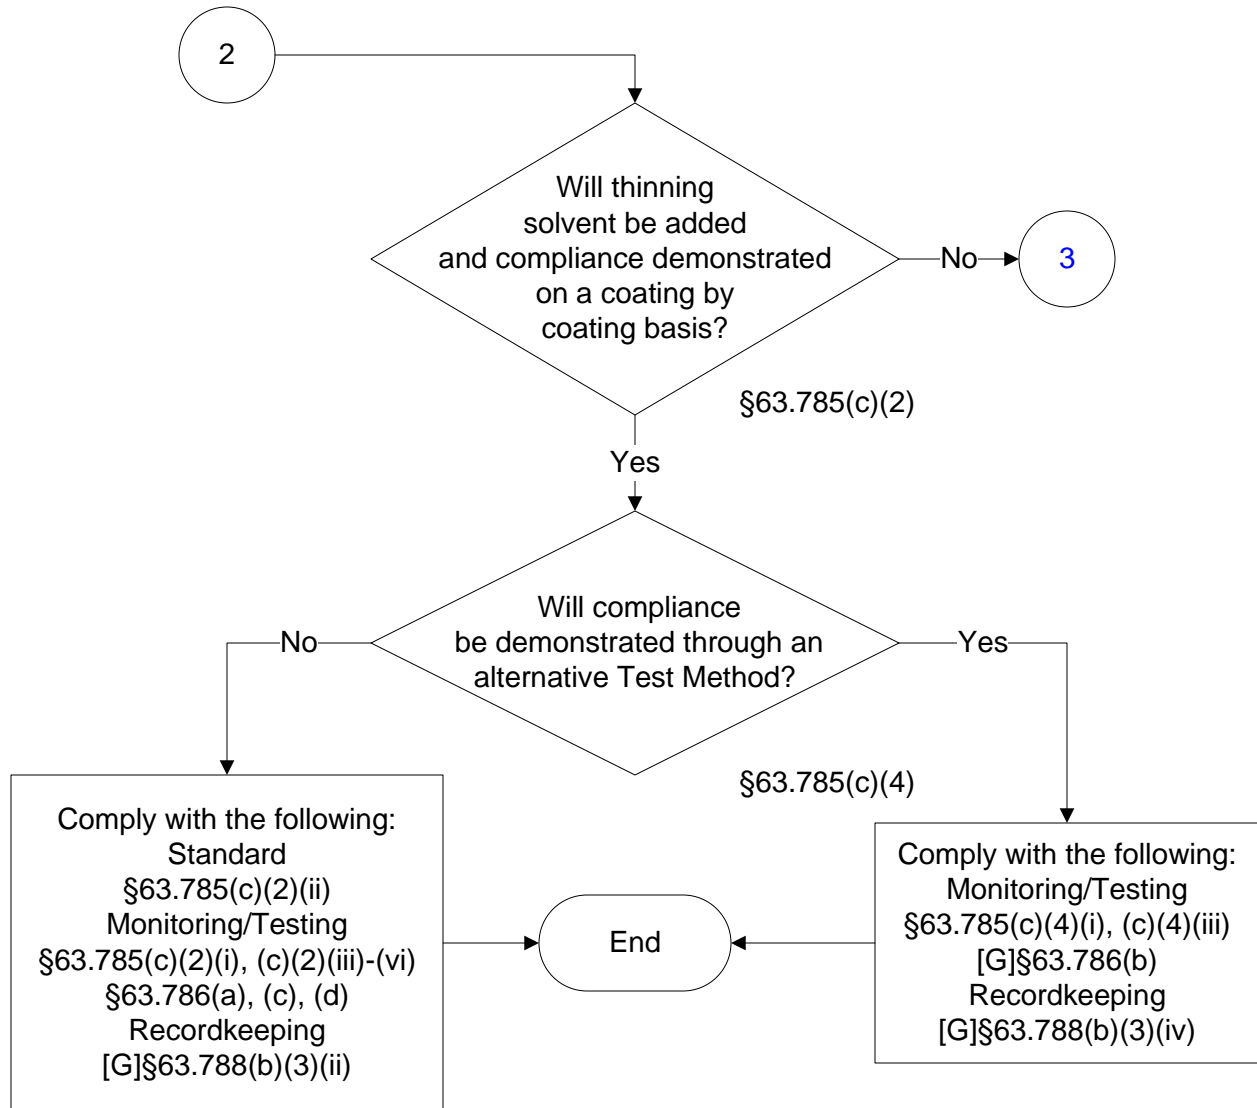 2
Will thinning
solvent be added
and compliance demonstrated
on a coating by
coating basis?
No
3
§63.785(c)(2)
Yes
Will compliance
be demonstrated through an
alternative Test Method?
No
Yes
§63.785(c)(4)
Comply with the following:
Standard
§63.785(c)(2)(ii)
Monitoring/Testing
§63.785(c)(2)(i), (c)(2)(iii)-(vi)
§63.786(a), (c), (d)
Recordkeeping
[G]§63.788(b)(3)(ii)
End
Comply with the following:
Monitoring/Testing
§63.785(c)(4)(i), (c)(4)(iii)
[G]§63.786(b)
Recordkeeping
[G]§63.788(b)(3)(iv)